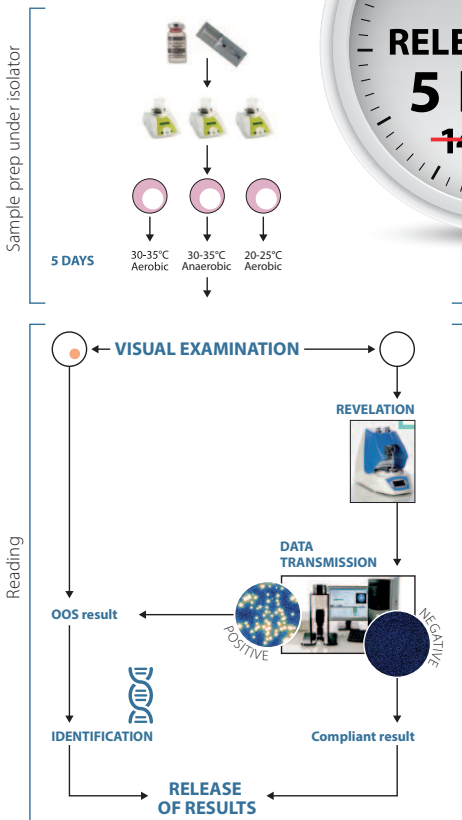 Sample prep under isolator
RELE
5
5 DAYS
30-35°C
Aerobic
30-35°C
Anaerobic
20-25°C
Aerobic
VISUAL EXAMINATION
REVELATION
DATA
TRANSMISSION
Reading
OOS result
POSITIVE
NEGATIVE
IDENTIFICATION
Compliant result
RELEASE
OF RESULTS